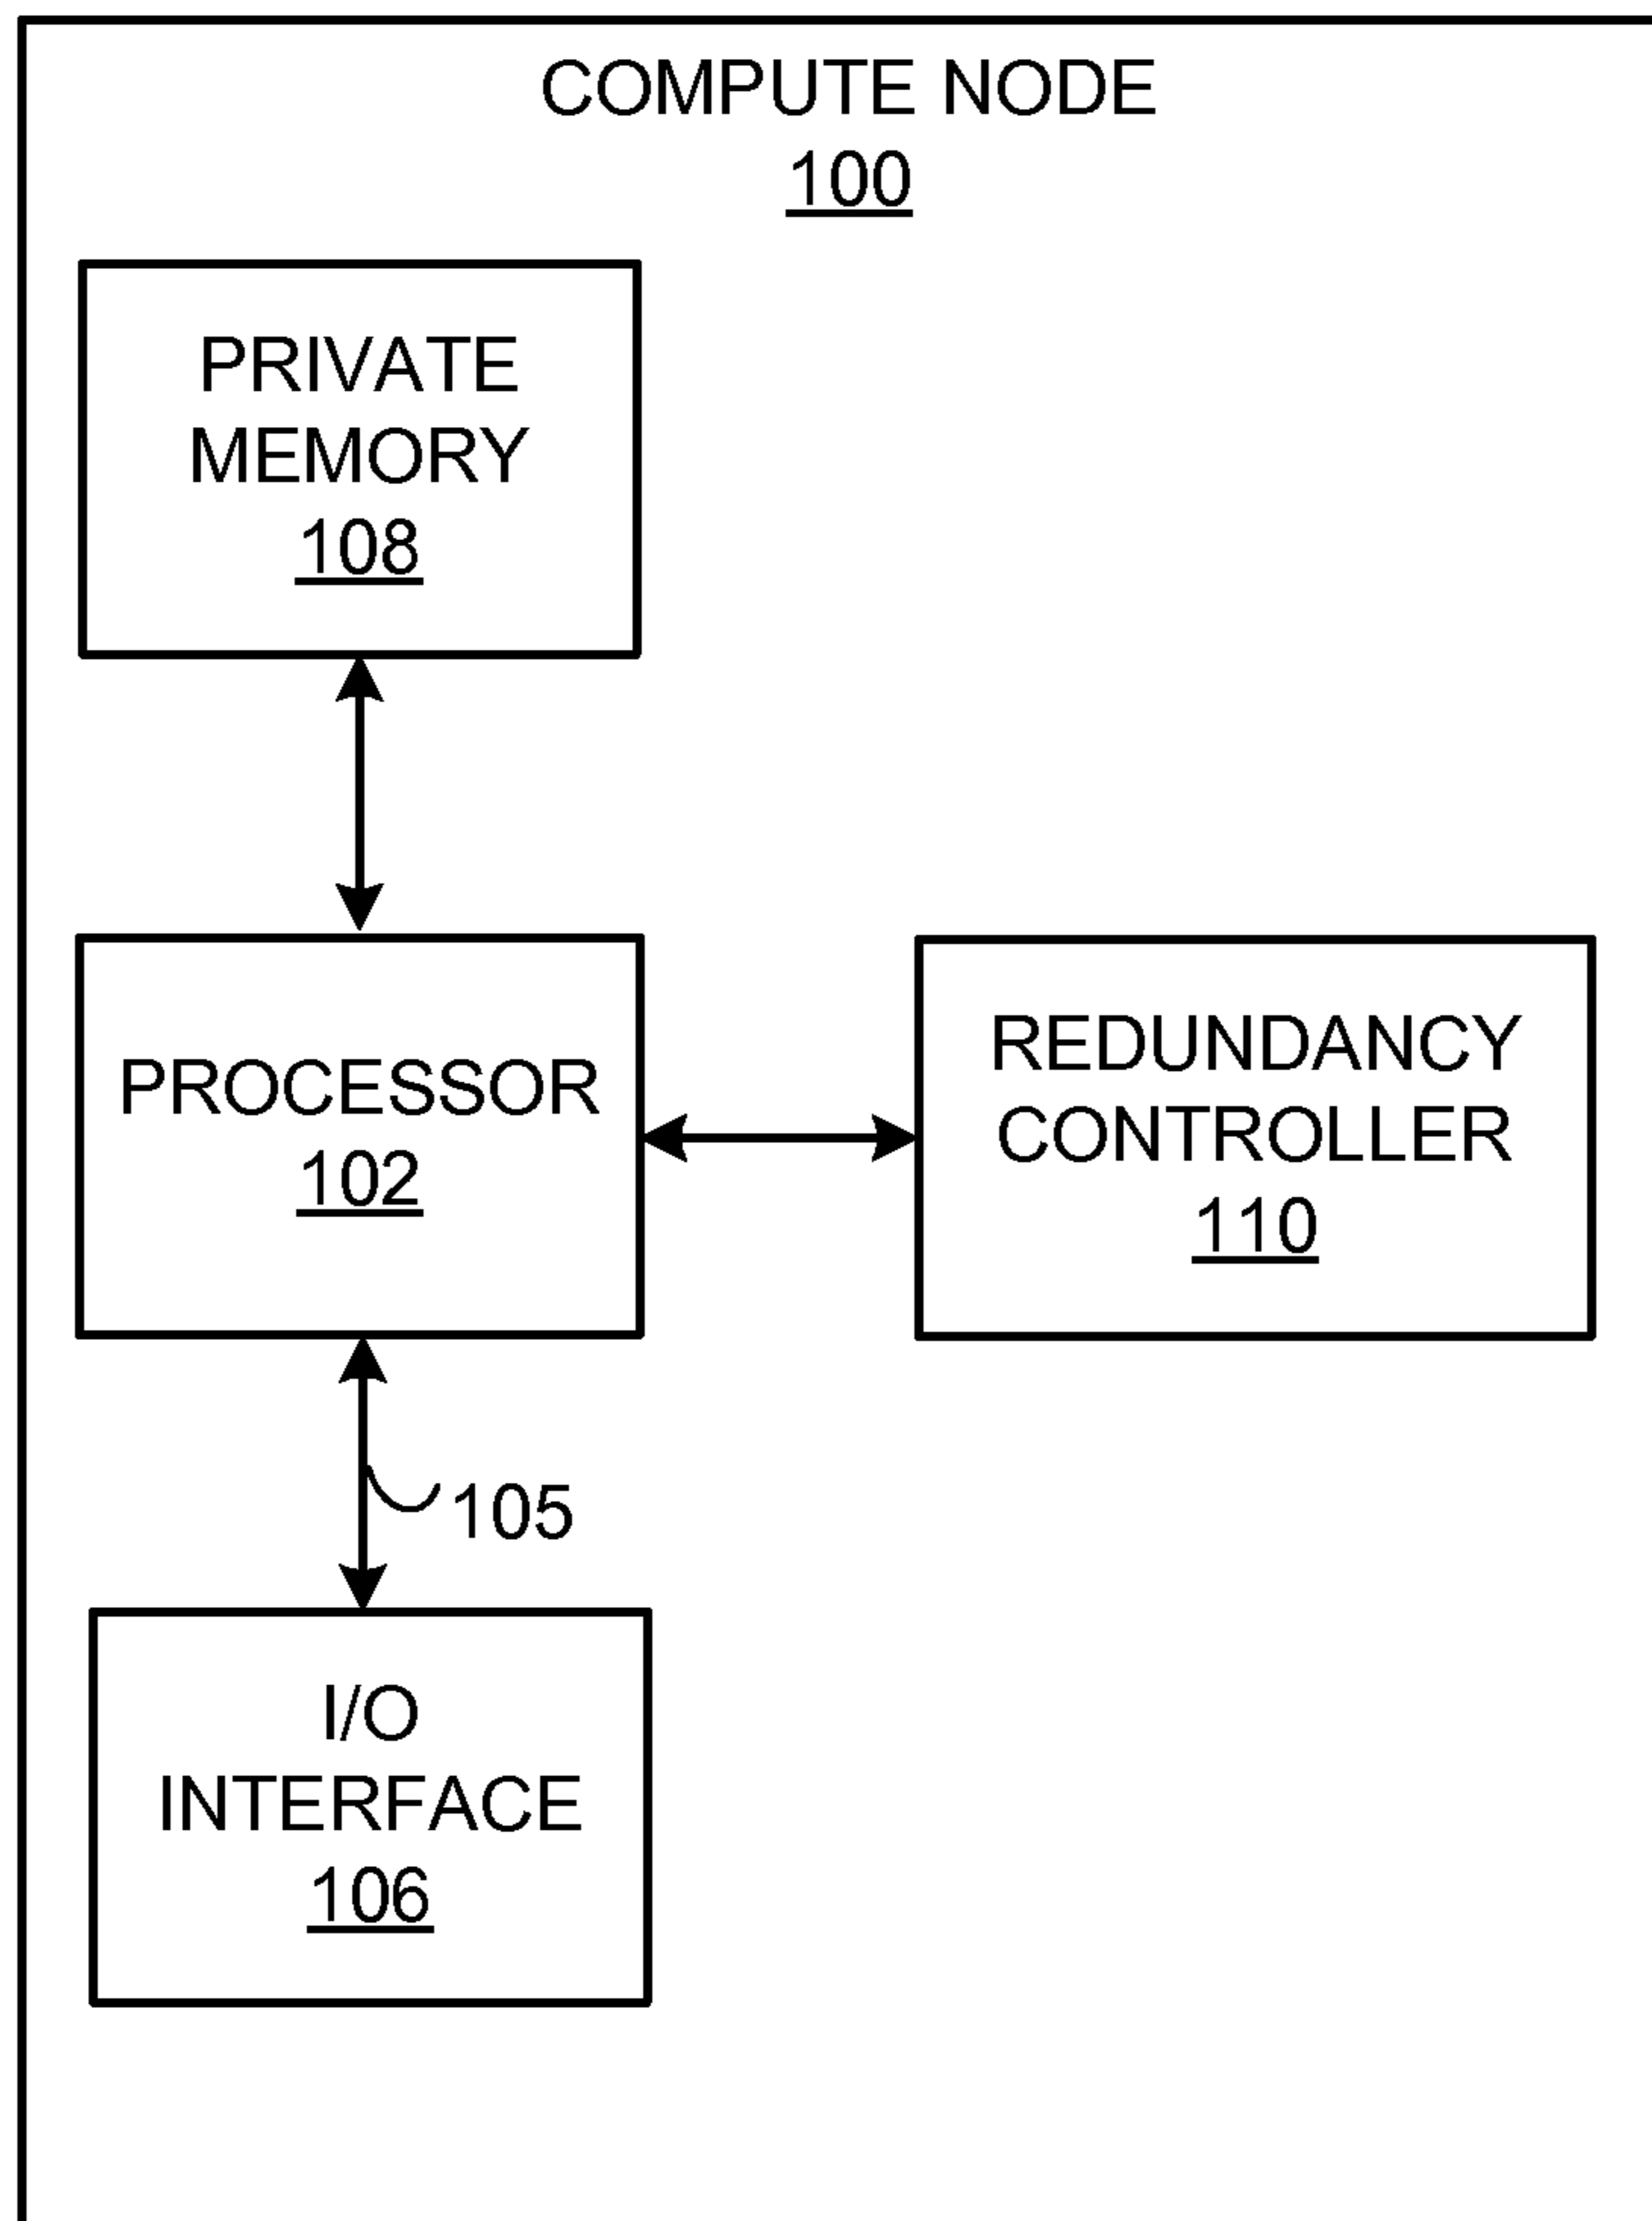 COMPUTE NODE
100
PRIVATE
MEMORY
108
PROCESSOR
102
REDUNDANCY
CONTROLLER
110
105
I/O
INTERFACE
106